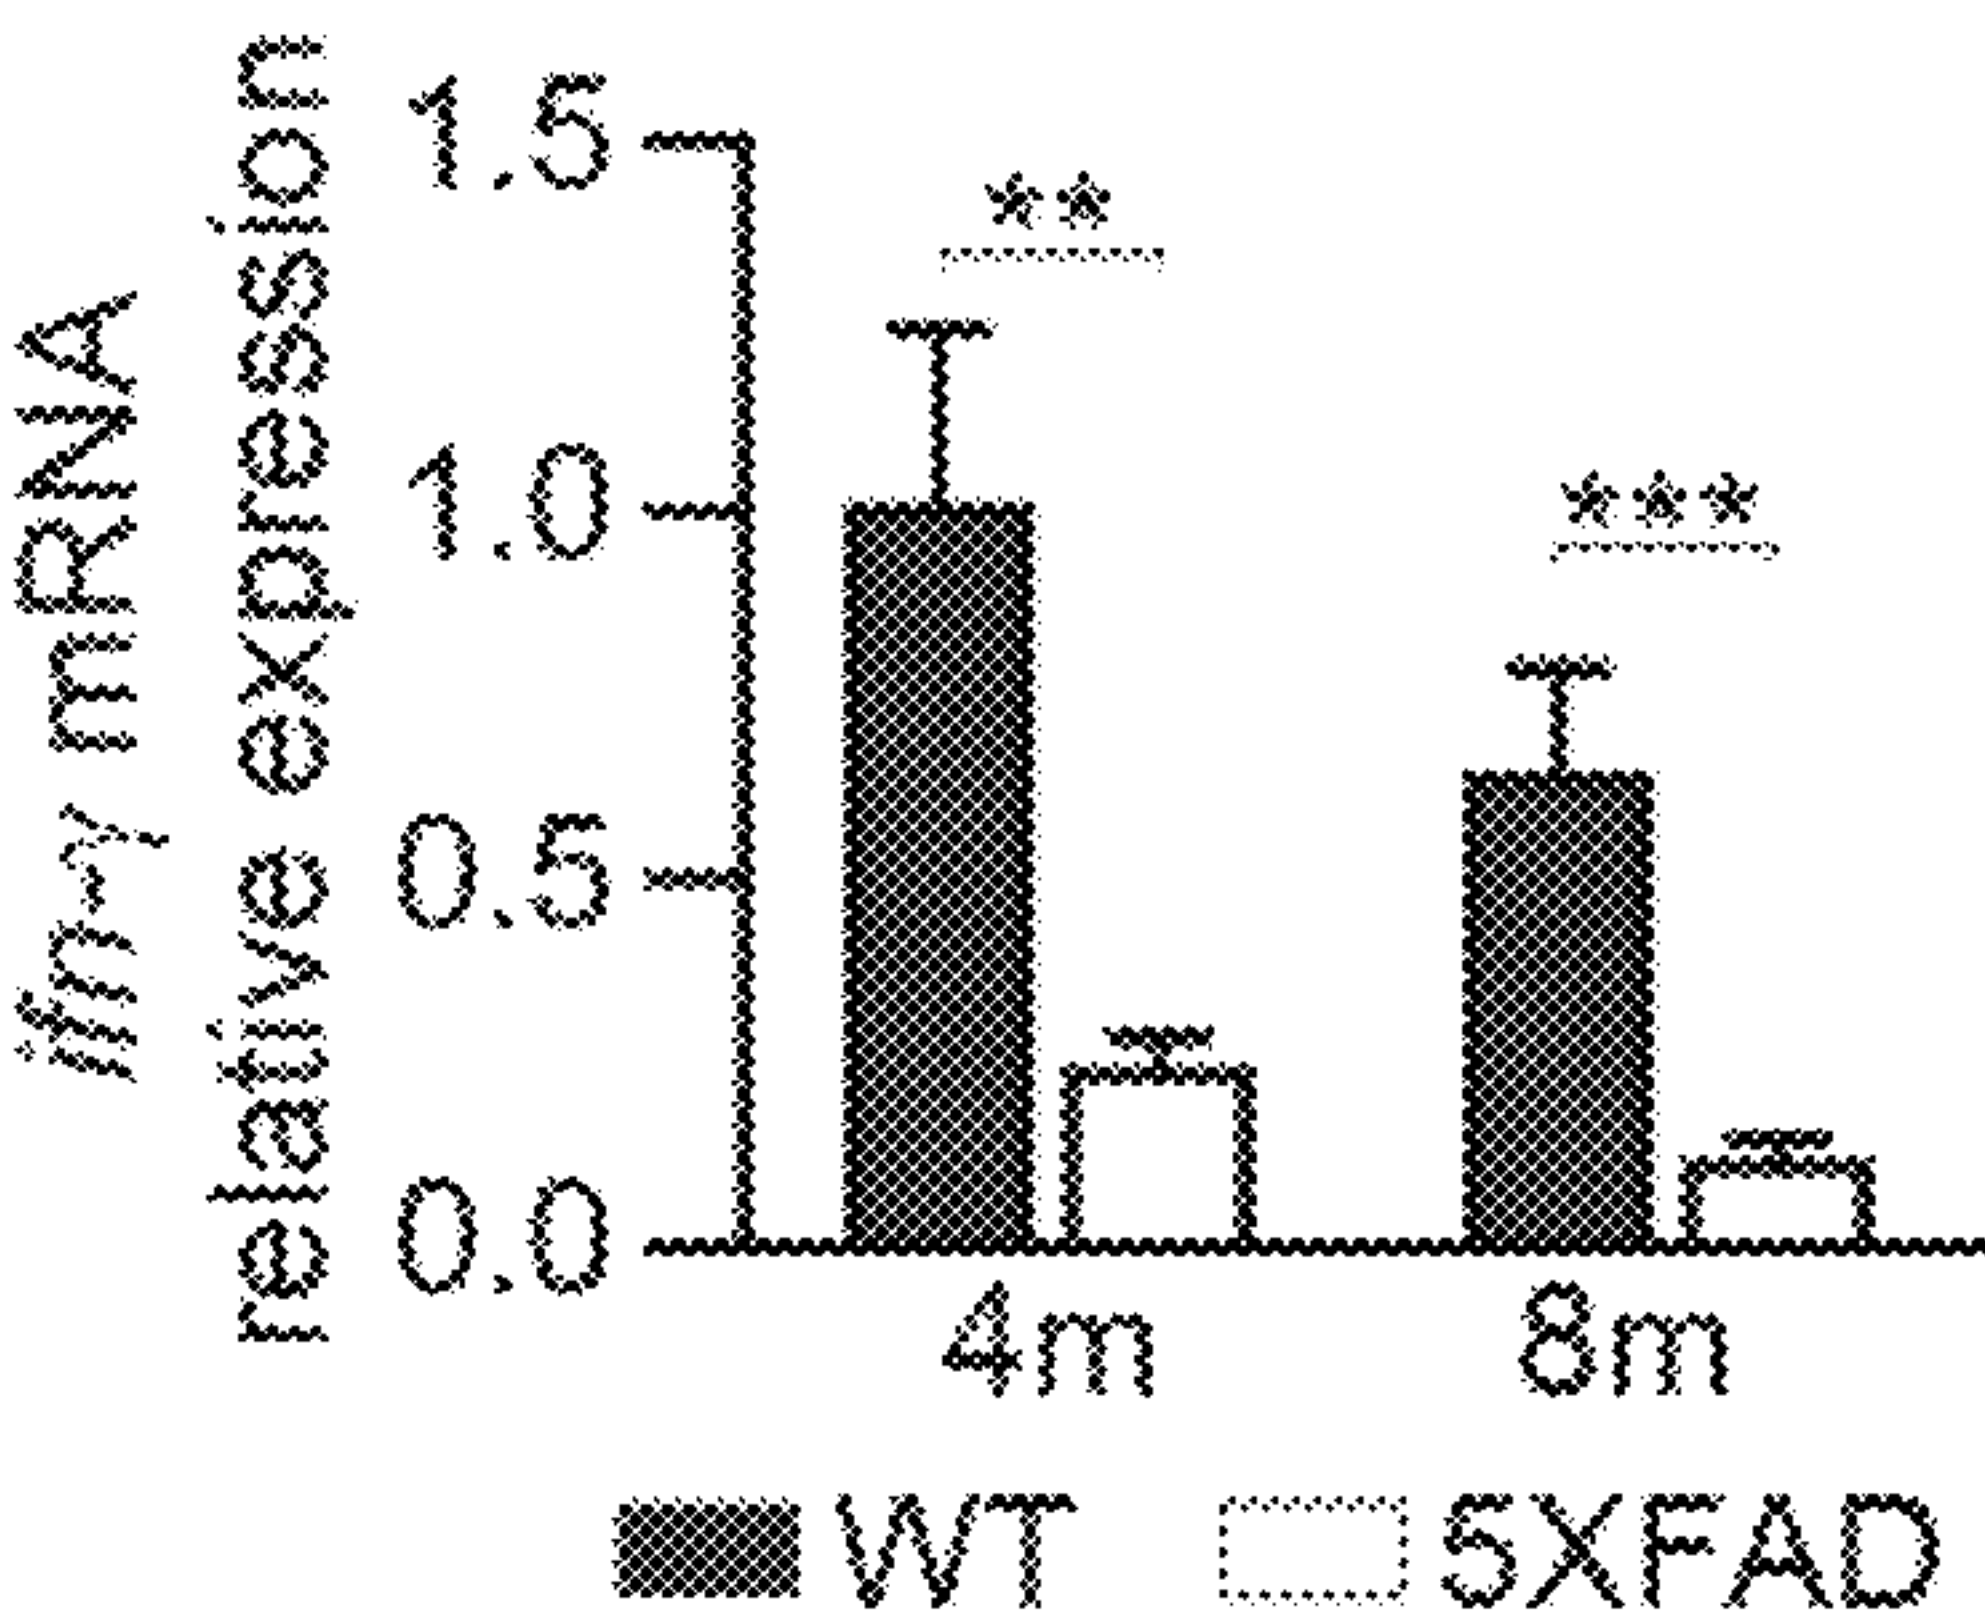 ifn-γ mRNA
relative expression
1.5
1.0
0.5
0.0
**
***
4m
8m
WT
5XFAD